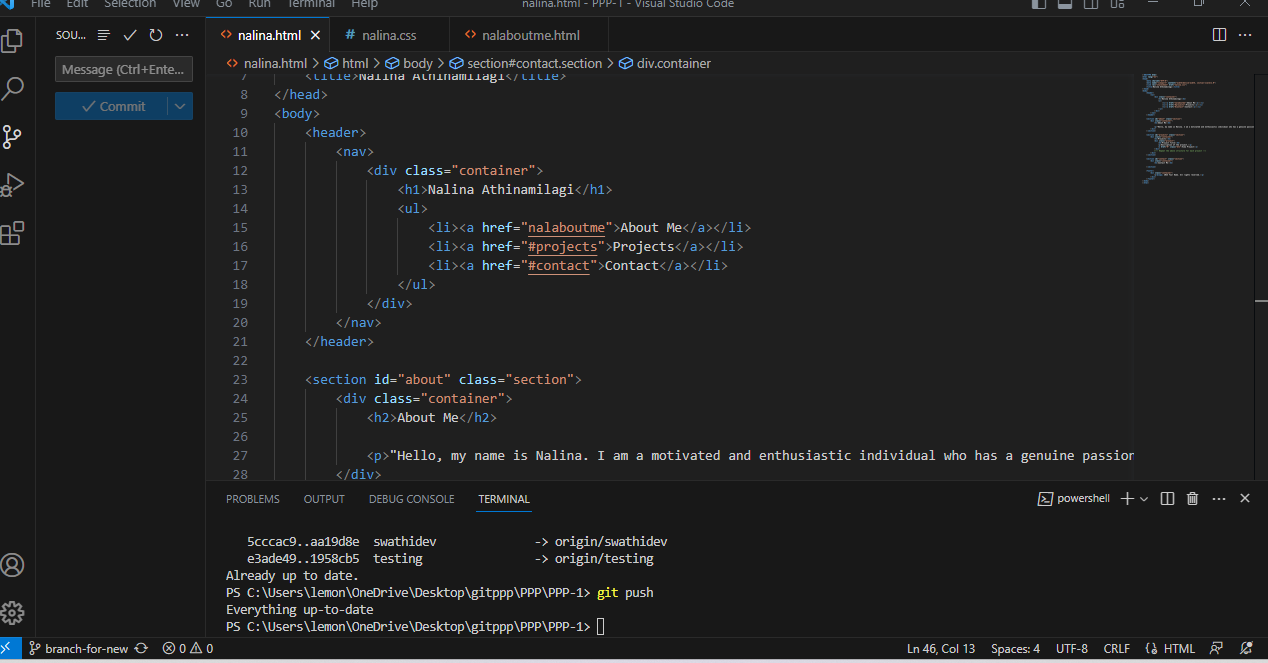 File Edit Selection View Go Run Terminal Help nalina.html - PPP-1 - Visual Studio Code
SOU... nalina.html nalina.css nalaboutme.html
nalina.html > html > body > section#contact.section > div.container
Message (Ctrl+Ente...
Commit
7 <title>Nalina Athinamilagi</title>
8 </head>
9 <body>
10 <header>
11 <nav>
12 <div class="container">
13 <h1>Nalina Athinamilagi</h1>
14 <ul>
15 <li><a href="nalaboutme">About Me</a></li>
16 <li><a href="#projects">Projects</a></li>
17 <li><a href="#contact">Contact</a></li>
18 </ul>
19 </div>
20 </nav>
21 </header>
22
23 <section id="about" class="section">
24 <div class="container">
25 <h2>About Me</h2>
26
27 <p>"Hello, my name is Nalina. I am a motivated and enthusiastic individual who has a genuine passion
28 </div>
PROBLEMS OUTPUT DEBUG CONSOLE TERMINAL powershell
5cccac9..aa19d8e swathidev -> origin/swathidev
e3ade49..1958cb5 testing -> origin/testing
Already up to date.
PS C:\Users\lemon\OneDrive\Desktop\gitppp\PPP\PPP-1> git push
Everything up-to-date
PS C:\Users\lemon\OneDrive\Desktop\gitppp\PPP\PPP-1>
branch-for-new 0 0 Ln 46, Col 13 Spaces: 4 UTF-8 CRLF HTML